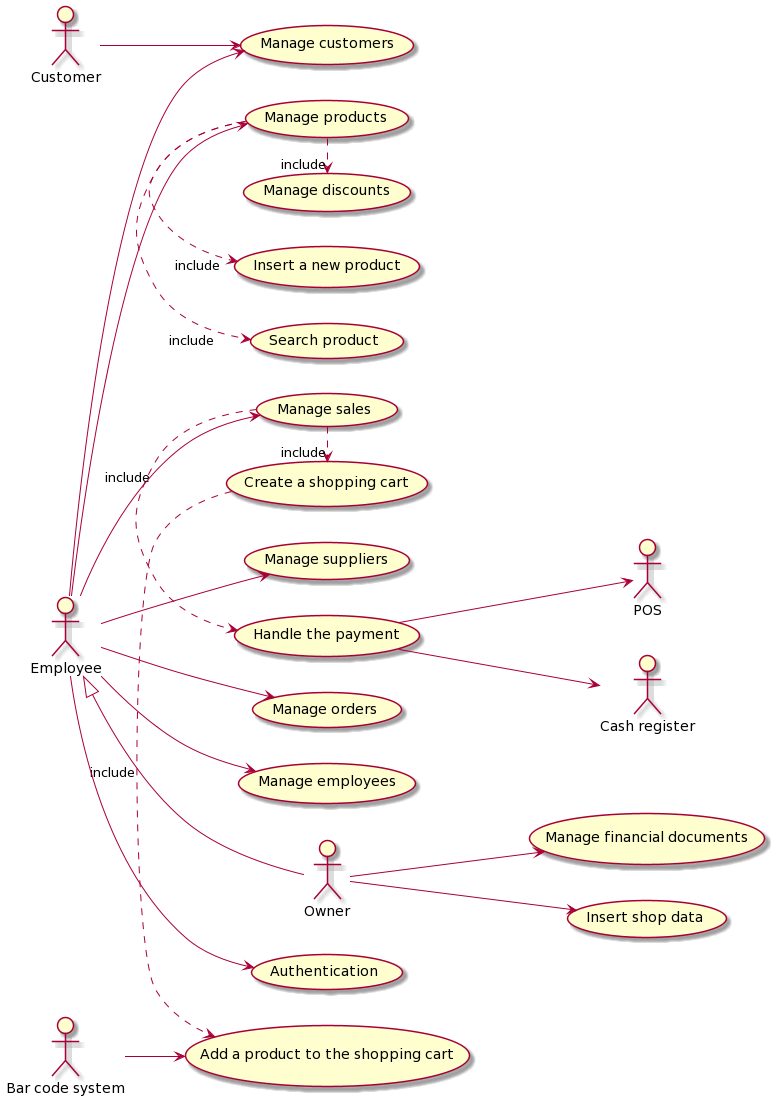 Customer
Manage customers
Manage products
include
Manage discounts
include
Insert a new product
include
Search product
Manage sales
include
include
Create a shopping cart
Manage suppliers
POS
Handle the payment
Employee
Cash register
Manage orders
include
Manage employees
Manage financial documents
Owner
Insert shop data
Authentication
Add a product to the shopping cart
Bar code system